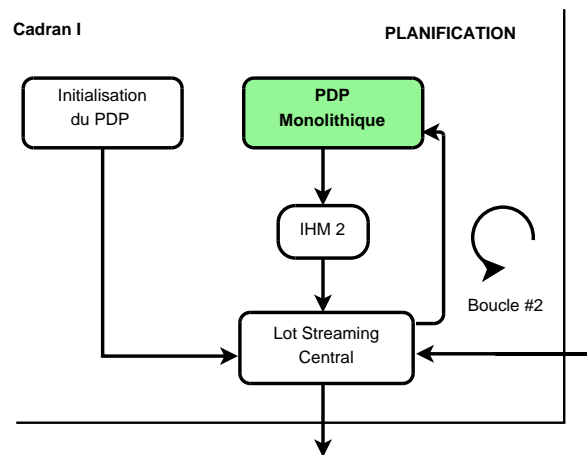 Cadran I
PLANIFICATION
Initialisation
du PDP
PDP
Monolithique
IHM 2
Boucle #2
Lot Streaming
Central